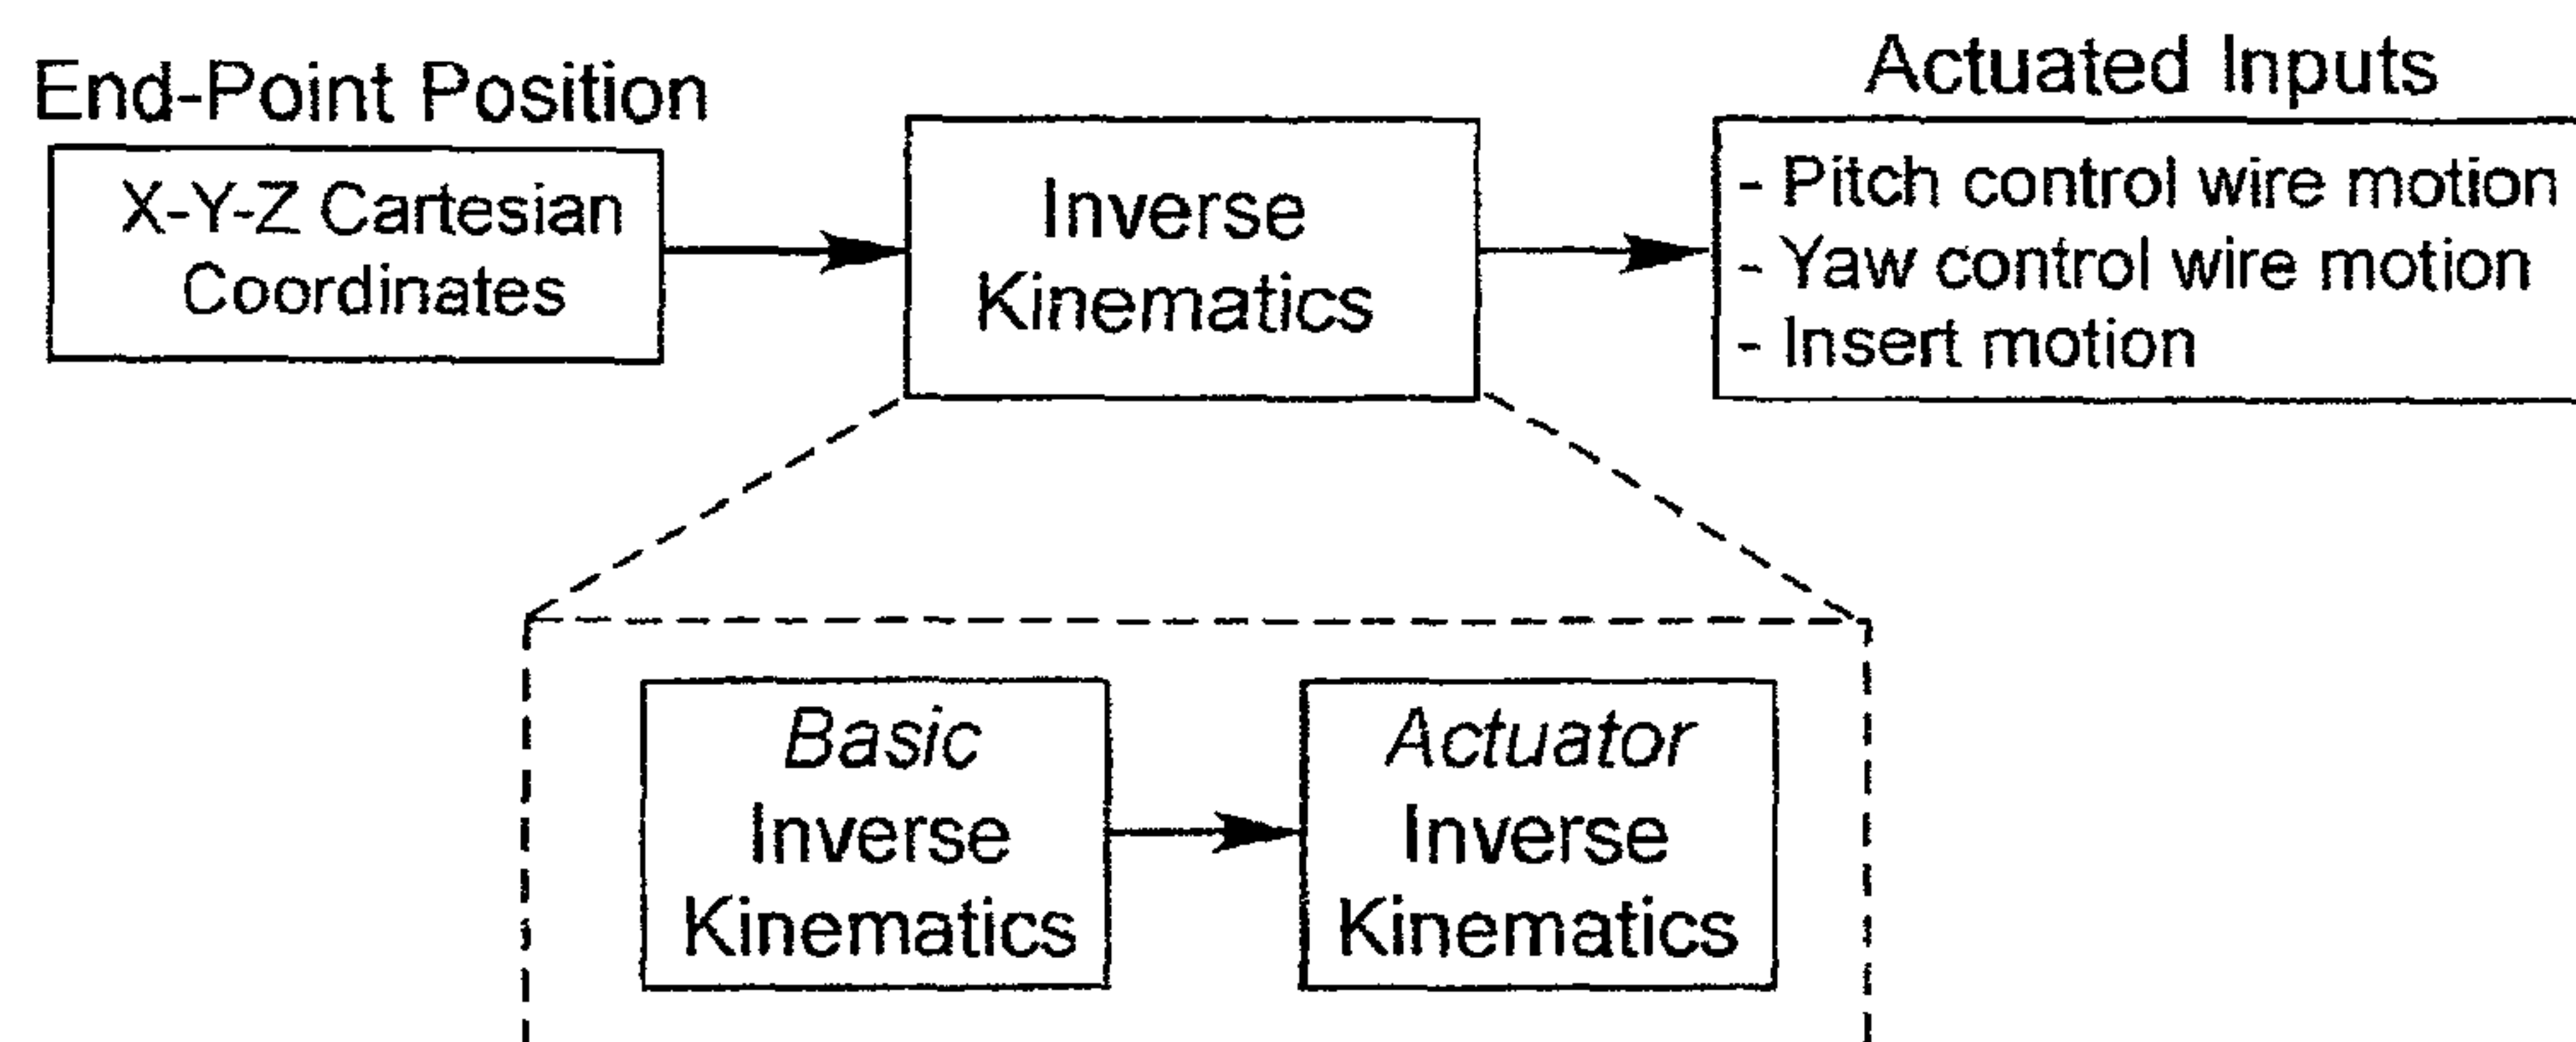 End-Point Position
X-Y-Z Cartesian
Coordinates
Inverse
Kinematics
Actuated Inputs
- Pitch control wire motion
- Yaw control wire motion
- Insert motion
Basic
Inverse
Kinematics
Actuator
Inverse
Kinematics